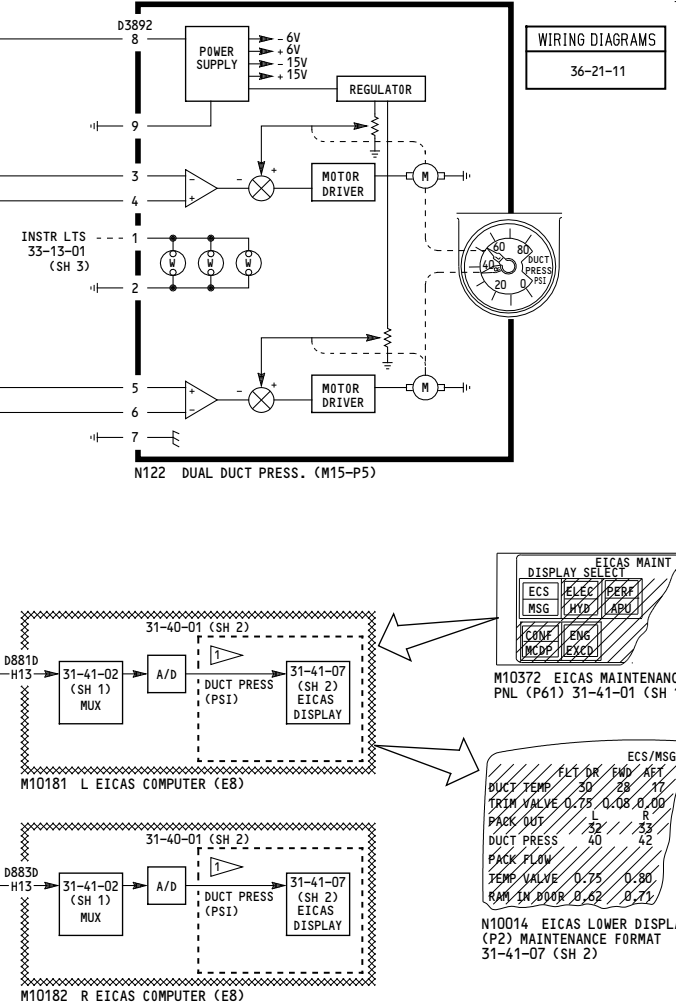 D3892
8
POWER
SUPPLY
- 6V
+ 6V
- 15V
+ 15V
WIRING DIAGRAMS
36-21-11
REGULATOR
9
3
4
-
+
-
+
MOTOR
DRIVER
M
INSTR LTS
33-13-01
(SH 3)
1
2
W
W
W
60
80
40
20
0
DUCT
PRESS
PSI
5
6
7
+
-
-
+
MOTOR
DRIVER
M
N122 DUAL DUCT PRESS. (M15-P5)
EICAS MAINT
DISPLAY SELECT
ECS
MSG
ELEC
HYD
PERF
APU
CONF
MCDP
ENG
EXCD
M10372 EICAS MAINTENANC
PNL (P61) 31-41-01 (SH 1
31-40-01 (SH 2)
D881D
H13
31-41-02
(SH 1)
MUX
A/D
1
DUCT PRESS
(PSI)
31-41-07
(SH 2)
EICAS
DISPLAY
M10181 L EICAS COMPUTER (E8)
ECS/MSG
FLT DR FWD AFT
DUCT TEMP 30 28 17
TRIM VALVE 0.75 0.08 0.00
L R
PACK OUT 32 33
DUCT PRESS 40 42
PACK FLOW
TEMP VALVE 0.75 0.80
RAM IN DOOR 0.62 0.71
N10014 EICAS LOWER DISPLA
(P2) MAINTENANCE FORMAT
31-41-07 (SH 2)
31-40-01 (SH 2)
D883D
H13
31-41-02
(SH 1)
MUX
A/D
1
DUCT PRESS
(PSI)
31-41-07
(SH 2)
EICAS
DISPLAY
M10182 R EICAS COMPUTER (E8)